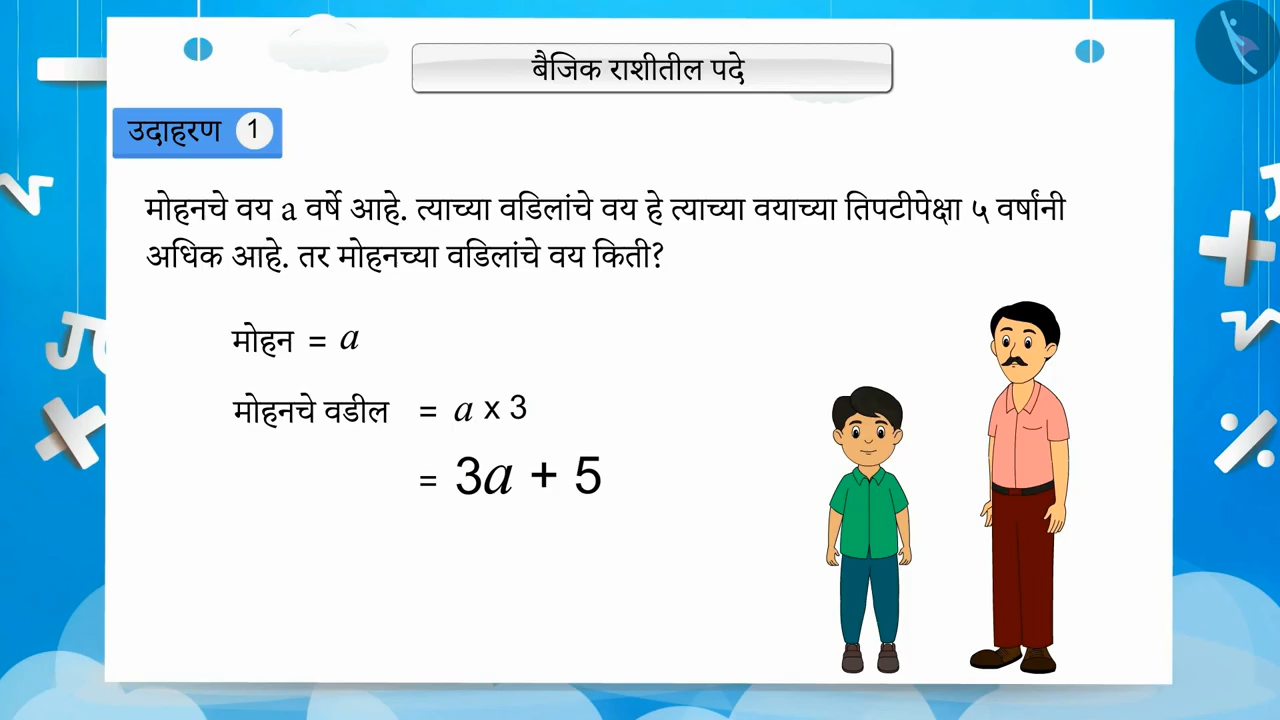 बैजिक राशीतील पदे
उदाहरण 1
मोहनचे वय a वर्षे आहे. त्याच्या वडिलांचे वय हे त्याच्या वयाच्या तिपटीपेक्षा ५ वर्षांनी
अधिक आहे. तर मोहनच्या वडिलांचे वय किती?
मोहन = a
मोहनचे वडील = a x 3
= 3a + 5